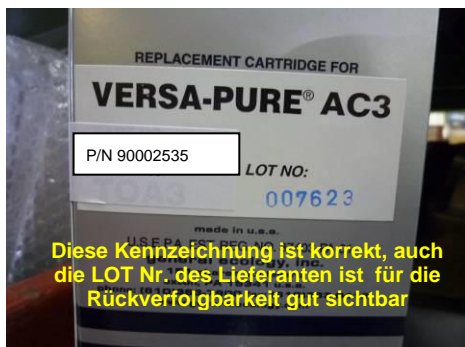 REPLACEMENT CARTRIDGE FOR
VERSA-PURE® AC3
P/N 90002535
LOT NO:
TOA3
007623
made in u.s.a.
Diese Kennzeichnung ist korrekt, auch
die LOT Nr. des Lieferanten ist für die
Rückverfolgbarkeit gut sichtbar